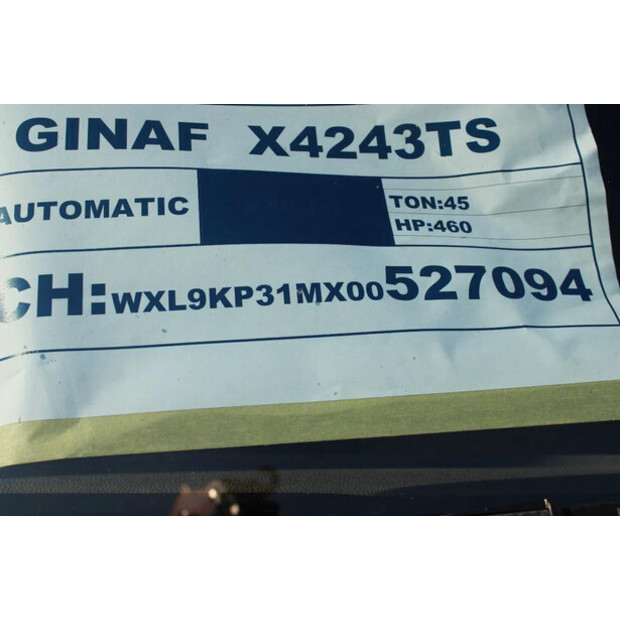 GINAF X4243TS
AUTOMATIC
TON:45
HP:460
CH:WXL9KP31MX00527094